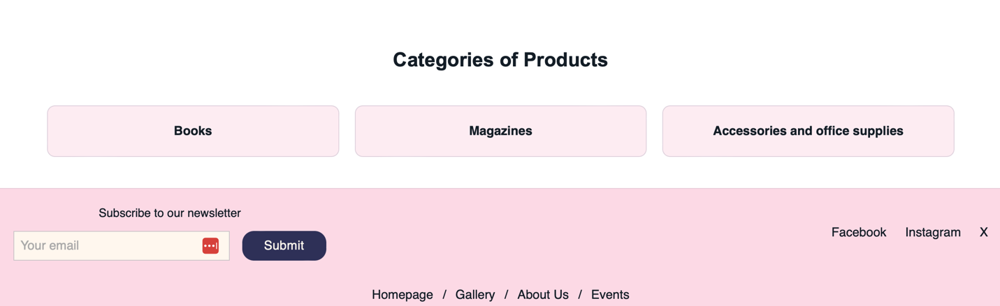 Categories of Products
Books
Magazines
Accessories and office supplies
Subscribe to our newsletter
Your email
Submit
Facebook Instagram X
Homepage / Gallery / About Us / Events